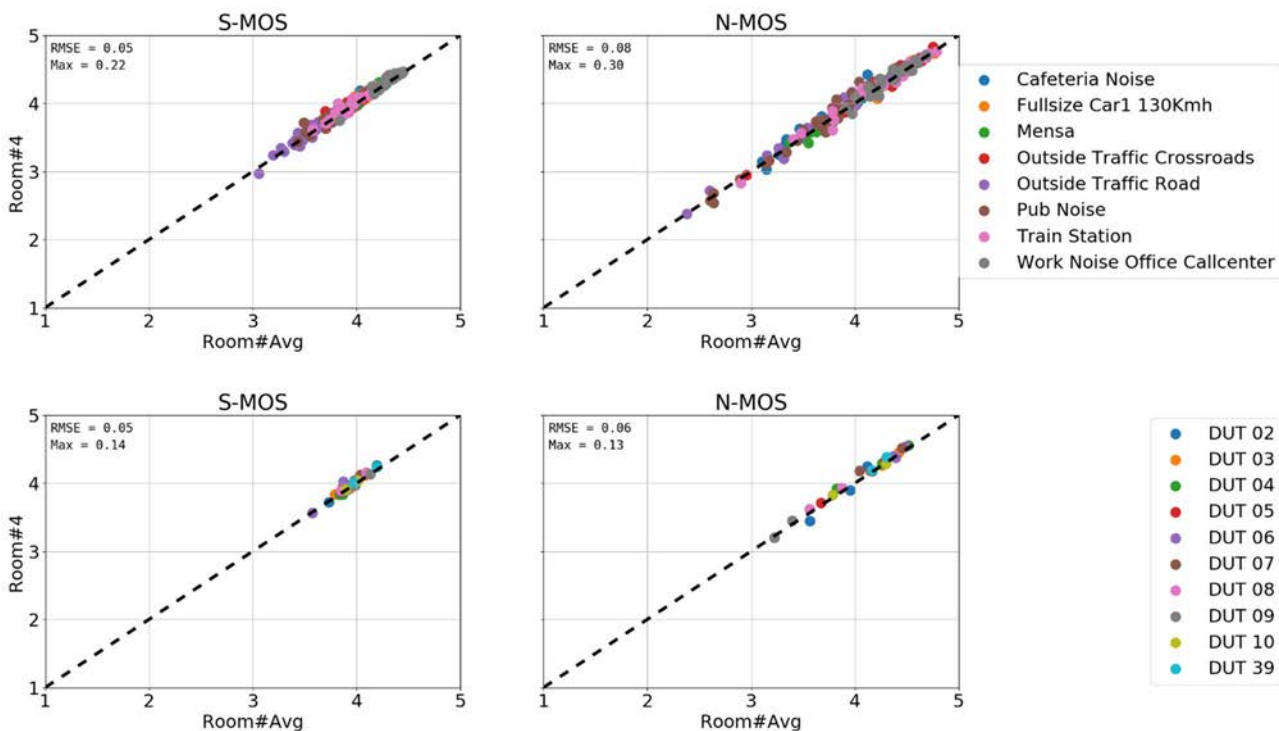 S-MOS
RMSE = 0.05
Max = 0.22
5
4
3
2
1
Room#4
1 2 3 4 5
Room#Avg
N-MOS
RMSE = 0.08
Max = 0.30
1 2 3 4 5
Room#Avg
Cafeteria Noise
Fullsize Car1 130Kmh
Mensa
Outside Traffic Crossroads
Outside Traffic Road
Pub Noise
Train Station
Work Noise Office Callcenter
S-MOS
RMSE = 0.05
Max = 0.14
5
4
3
2
1
Room#4
1 2 3 4 5
Room#Avg
N-MOS
RMSE = 0.06
Max = 0.13
1 2 3 4 5
Room#Avg
DUT 02
DUT 03
DUT 04
DUT 05
DUT 06
DUT 07
DUT 08
DUT 09
DUT 10
DUT 39